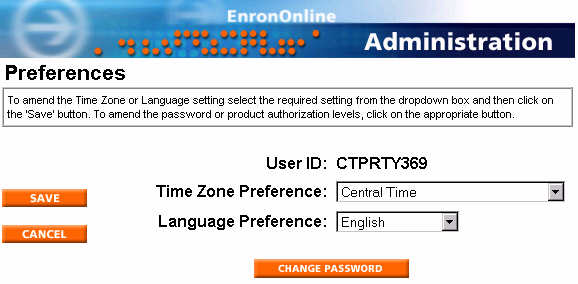 EnronOnline
Administration
Preferences
To amend the Time Zone or Language setting select the required setting from the dropdown box and then click on
the 'Save' button. To amend the password or product authorization levels, click on the appropriate button.
User ID: CTPRTY369
SAVE Time Zone Preference: Central Time
Language Preference: English
CANCEL
CHANGE PASSWORD